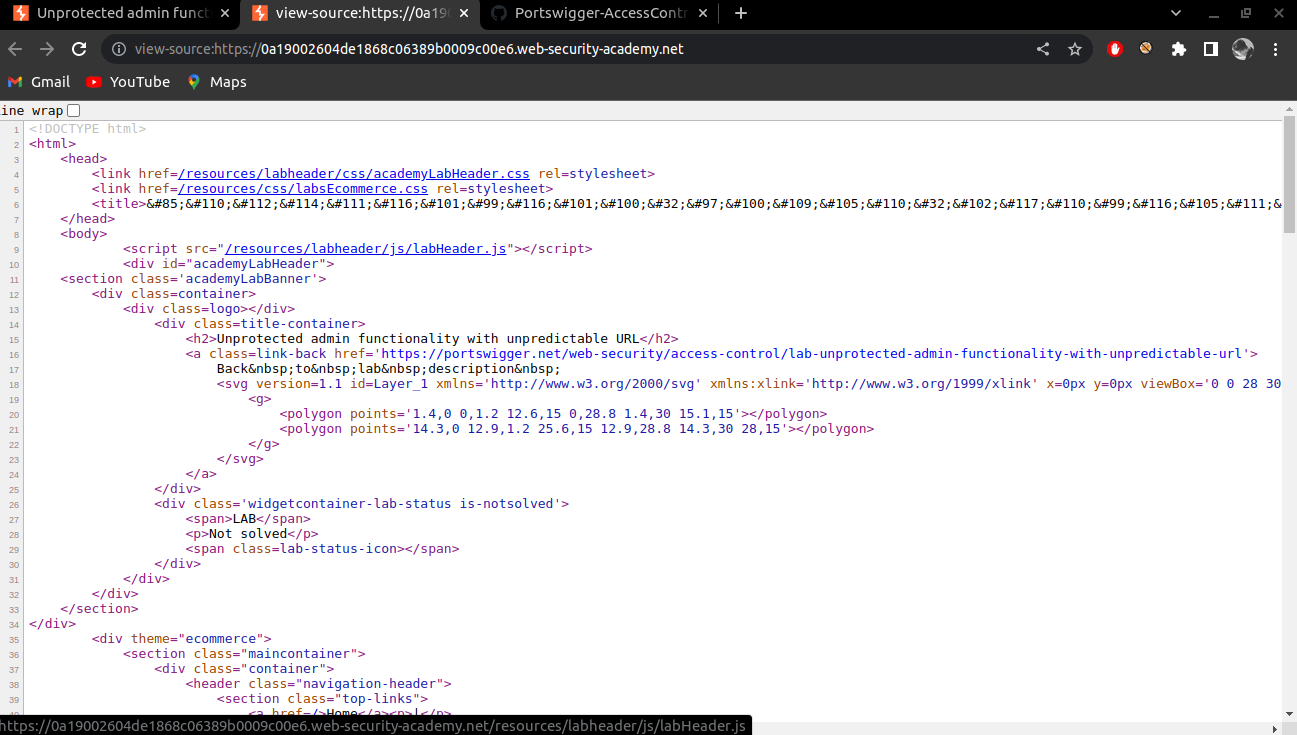 Unprotected admin funct
view-source:https://0a19
Portswigger-AccessContr
view-source:https://0a19002604de1868c06389b0009c00e6.web-security-academy.net
Gmail
YouTube
Maps
ine wrap
1 <!DOCTYPE html>
2 <html>
3 <head>
4 <link href=/resources/labheader/css/academyLabHeader.css rel=stylesheet>
5 <link href=/resources/css/labsEcommerce.css rel=stylesheet>
6 <title>&#85;&#110;&#112;&#114;&#111;&#116;&#101;&#99;&#116;&#101;&#100;&#32;&#97;&#100;&#109;&#105;&#110;&#32;&#102;&#117;&#110;&#99;&#116;&#105;&#111;&
7 </head>
8 <body>
9 <script src="/resources/labheader/js/labHeader.js"></script>
10 <div id="academyLabHeader">
11 <section class='academyLabBanner'>
12 <div class=container>
13 <div class=logo></div>
14 <div class=title-container>
15 <h2>Unprotected admin functionality with unpredictable URL</h2>
16 <a class=link-back href='https://portswigger.net/web-security/access-control/lab-unprotected-admin-functionality-with-unpredictable-url'>
17 Back&nbsp;to&nbsp;lab&nbsp;description&nbsp;
18 <svg version=1.1 id=Layer_1 xmlns='http://www.w3.org/2000/svg' xmlns:xlink='http://www.w3.org/1999/xlink' x=0px y=0px viewBox='0 0 28 30
19 <g>
20 <polygon points='1.4,0 0,1.2 12.6,15 0,28.8 1.4,30 15.1,15'></polygon>
21 <polygon points='14.3,0 12.9,1.2 25.6,15 12.9,28.8 14.3,30 28,15'></polygon>
22 </g>
23 </svg>
24 </a>
25 </div>
26 <div class='widgetcontainer-lab-status is-notsolved'>
27 <span>LAB</span>
28 <p>Not solved</p>
29 <span class=lab-status-icon></span>
30 </div>
31 </div>
32 </div>
33 </section>
34 </div>
35 <div theme="ecommerce">
36 <section class="maincontainer">
37 <div class="container">
38 <header class="navigation-header">
39 <section class="top-links">
40 <a href=/>Home</a><p>|</p>
https://0a19002604de1868c06389b0009c00e6.web-security-academy.net/resources/labheader/js/labHeader.js